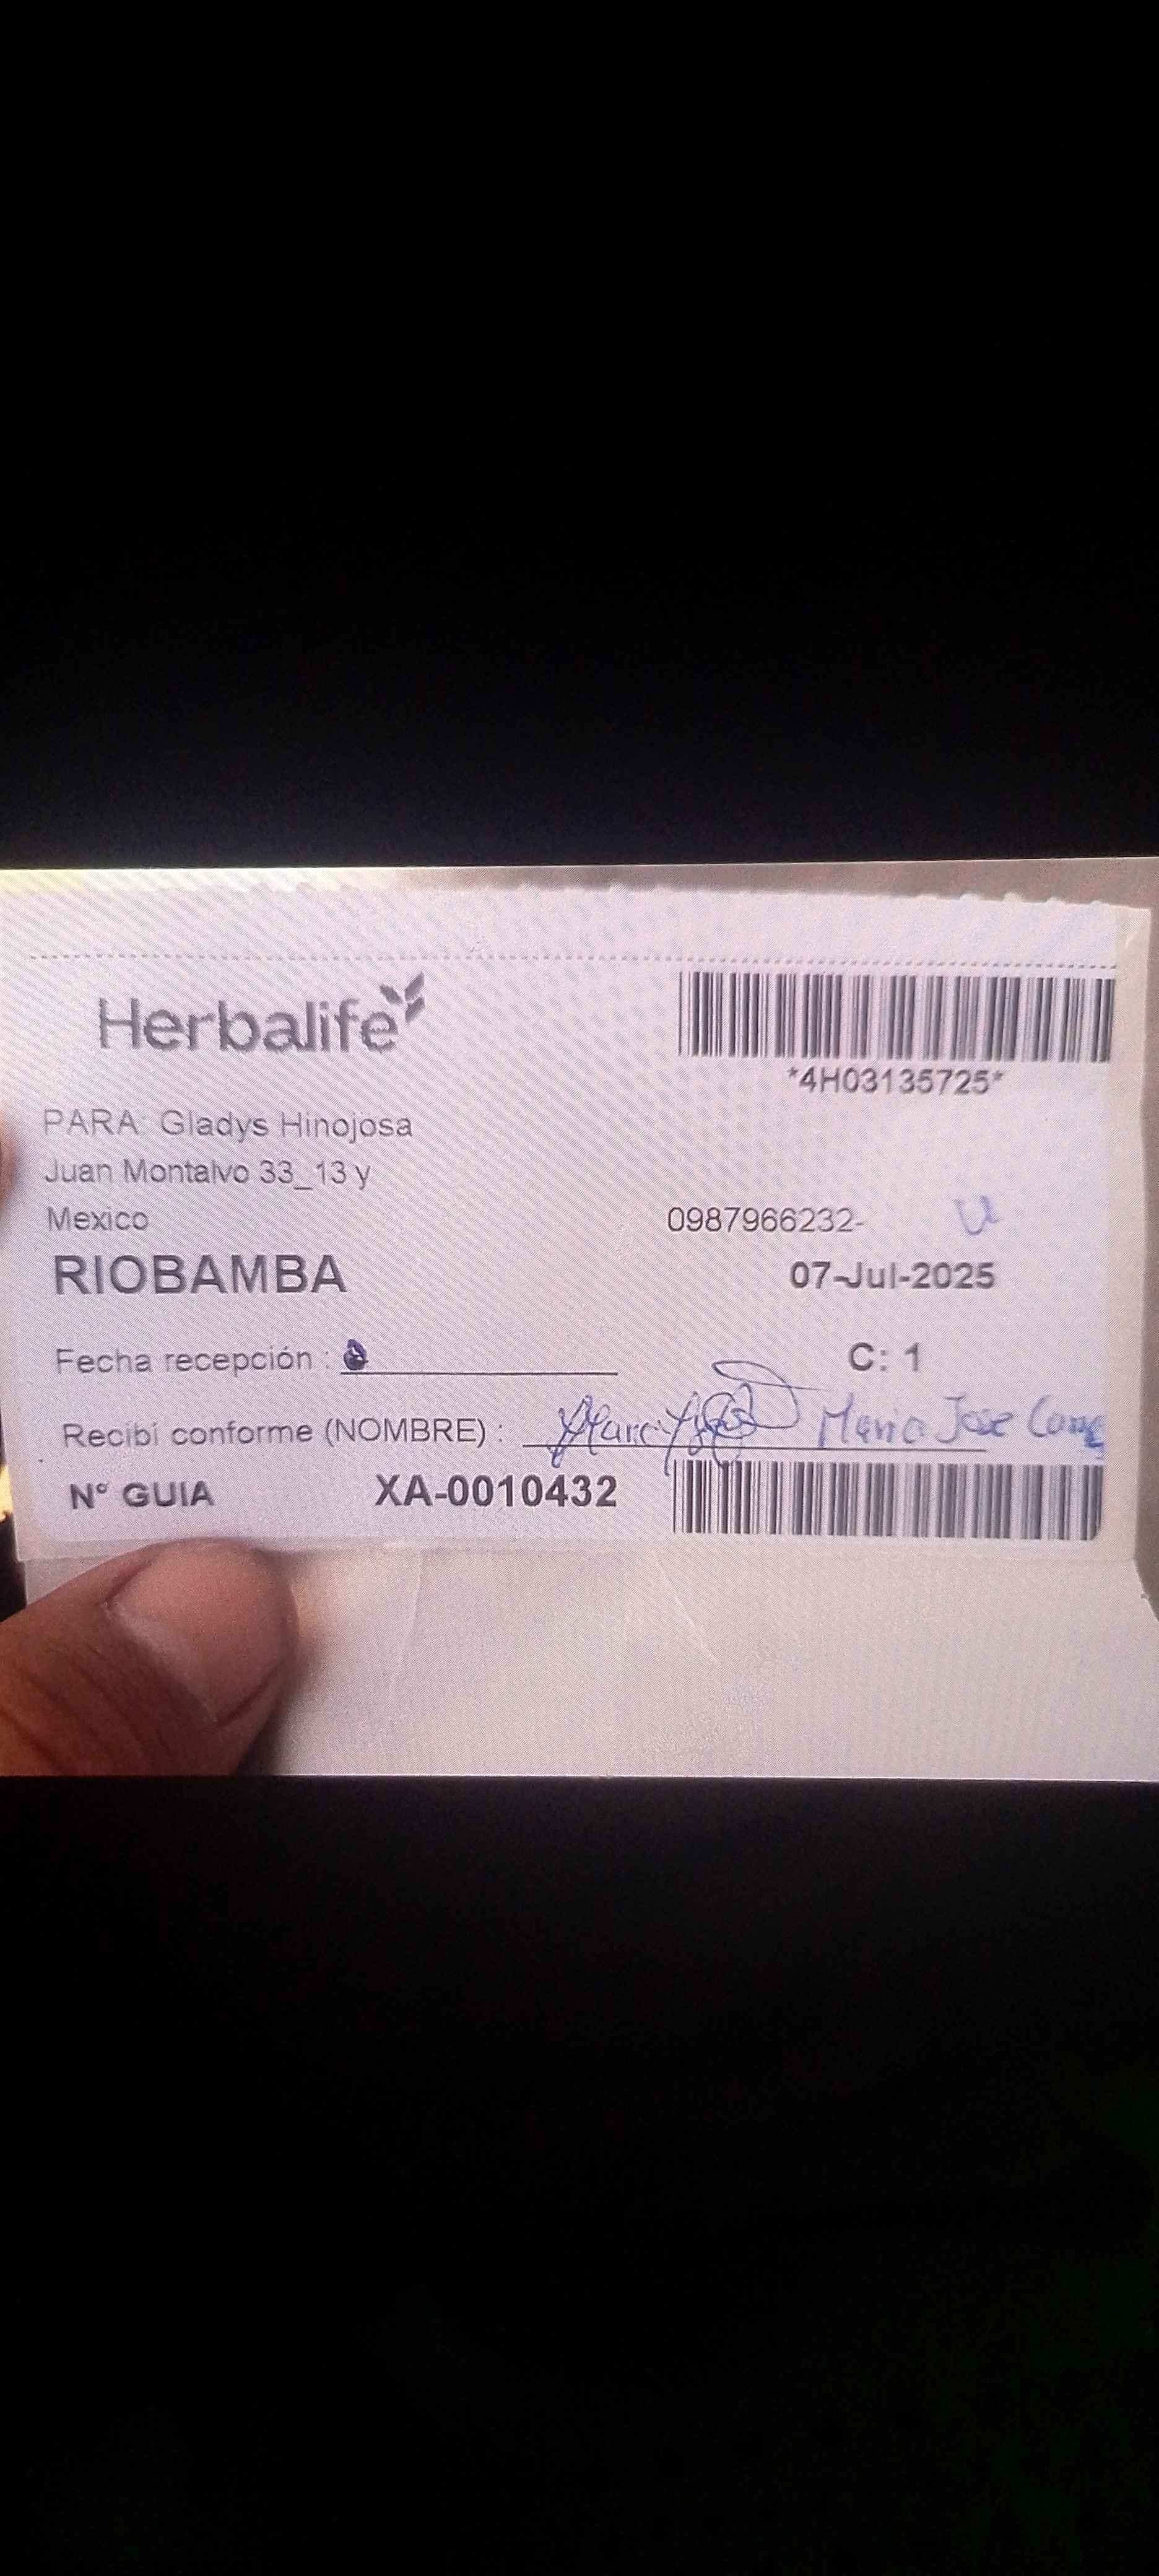 Herbalife
*4H03135725*
PARA: Gladys Hinojosa
Juan Montalvo 33_13 y
Mexico
0987966232-
RIOBAMBA
07-Jul-2025
Fecha recepción :
C: 1
Recibí conforme (NOMBRE) : Maria Jose
Nº GUIA XA-0010432